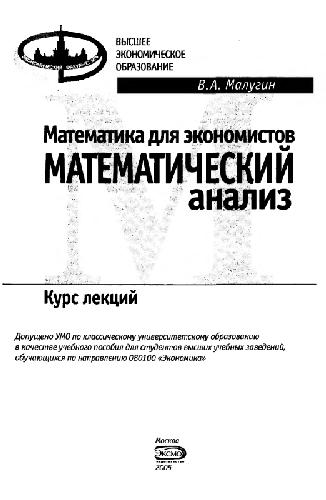 ВЫСШЕЕ
ЭКОНОМИЧЕСКОЕ
ОБРАЗОВАНИЕ
В.А. Малугин
Математика для экономистов
МАТЕМАТИЧЕСКИЙ
анализ
Курс лекций
Допущено УМО по классическому университетскому образованию
в качестве учебного пособия для студентов высших учебных заведений,
обучающихся по направлению 080100 «Экономика»
Москва
ЭКСМО
2005